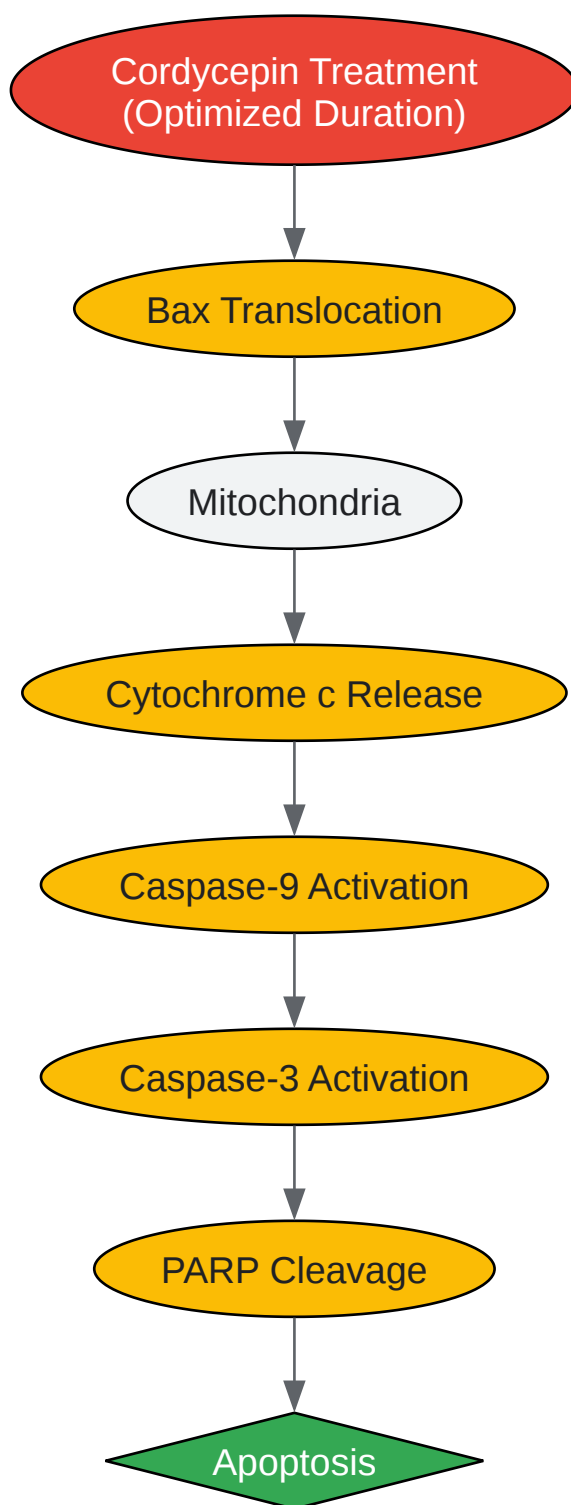 Cordycepin Treatment
(Optimized Duration)
Bax Translocation
Mitochondria
Cytochrome c Release
Caspase-9 Activation
Caspase-3 Activation
PARP Cleavage
Apoptosis